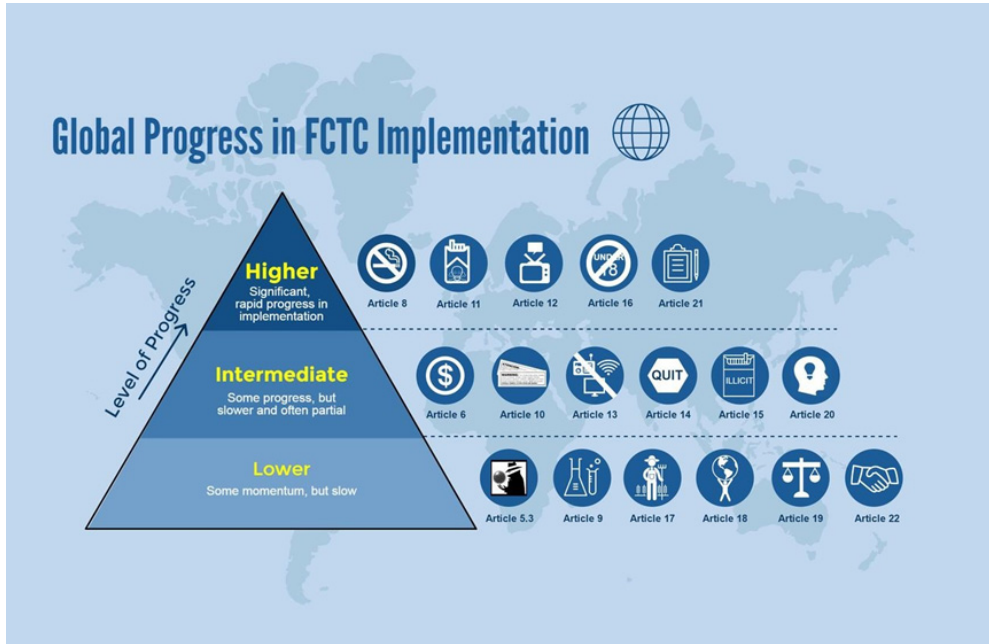 Global Progress in FCTC Implementation
Level of Progress
Higher
Significant,
rapid progress in
implementation
UNDER
18
Article 8 Article 11 Article 12 Article 16 Article 21
Intermediate
Some progress, but
slower and often partial
$
QUIT
ILLICIT
Article 6 Article 10 Article 13 Article 14 Article 15 Article 20
Lower
Some momentum, but slow
Article 5.3 Article 9 Article 17 Article 18 Article 19 Article 22